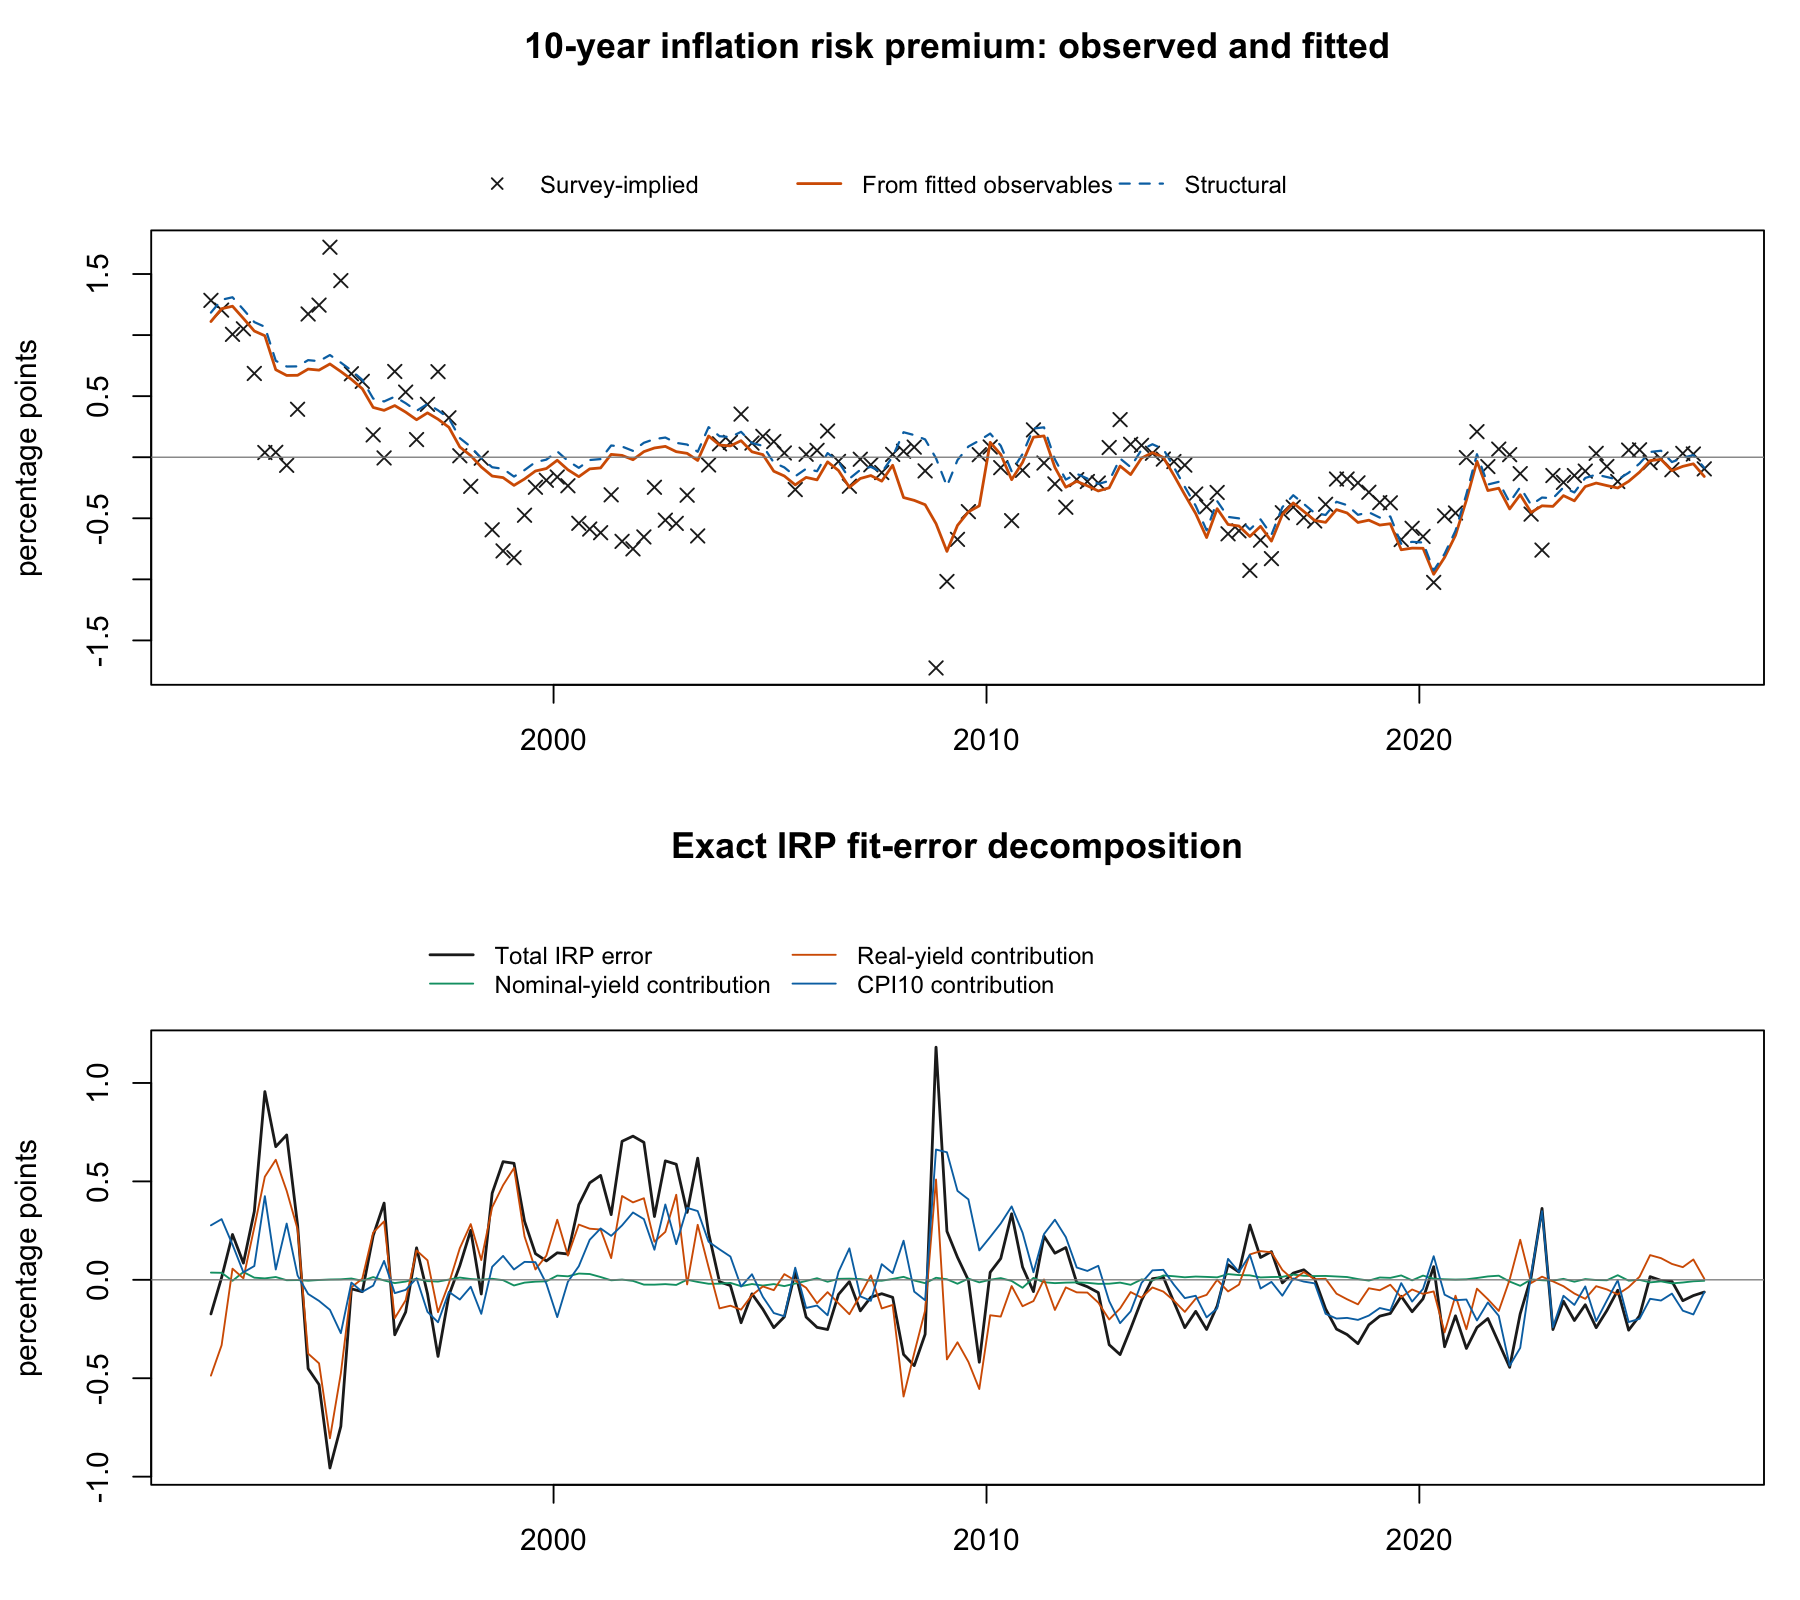 10-year inflation risk premium: observed and fitted
Survey-implied From fitted observables Structural
percentage points
1.5
0.5
-0.5
-1.5
2000 2010 2020
Exact IRP fit-error decomposition
Total IRP error Real-yield contribution
Nominal-yield contribution CPI10 contribution
percentage points
1.0
0.5
0.0
-0.5
-1.0
2000 2010 2020